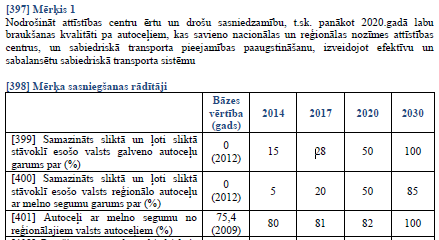 [397] Mērķis 1
Nodrošināt attīstības centru ērtu un drošu sasniedzamību, t.sk. panākot 2020.gadā labu
braukšanas kvalitāti pa autoceļiem, kas savieno nacionālas un reģionālas nozīmes attīstības
centrus, un sabiedriskā transporta pieejamības paaugstināšanu, izveidojot efektīvu un
sabalansētu sabiedriskā transporta sistēmu
[398] Mērķa sasniegšanas rādītāji
Bāzes
vērtība
(gads)
2014
2017
2020
2030
[399] Samazināts sliktā un ļoti sliktā
stāvoklī esošo valsts galveno autoceļu
garums par (%)
0
(2012)
15
28
50
100
[400] Samazināts sliktā un ļoti sliktā
stāvoklī esošo valsts reģionālo autoceļu
ar melno segumu garums par (%)
0
(2012)
5
20
50
85
[401] Autoceļi ar melno segumu no
reģionālajiem valsts autoceļiem (%)
75,4
(2009)
80
81
82
100